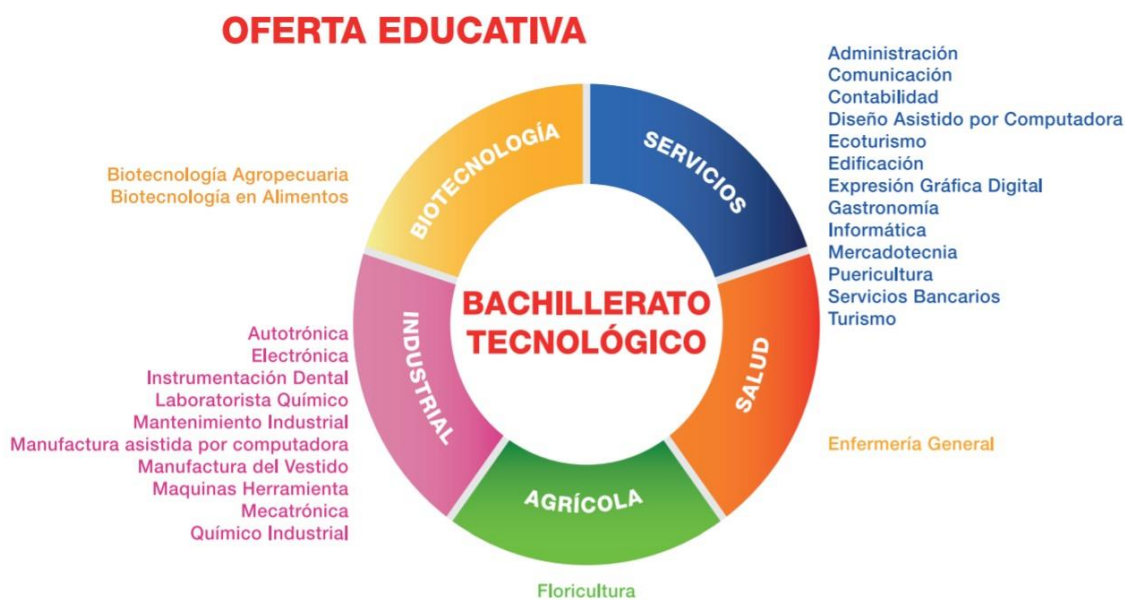 OFERTA EDUCATIVA
BIOTECNOLOGÍA
Biotecnología Agropecuaria
Biotecnología en Alimentos
SERVICIOS
Administración
Comunicación
Contabilidad
Diseño Asistido por Computadora
Ecoturismo
Edificación
Expresión Gráfica Digital
Gastronomía
Informática
Mercadotecnia
Puericultura
Servicios Bancarios
Turismo
BACHILLERATO
TECNOLÓGICO
INDUSTRIAL
Autotrónica
Electrónica
Instrumentación Dental
Laboratorista Químico
Mantenimiento Industrial
Manufactura asistida por computadora
Manufactura del Vestido
Maquinas Herramienta
Mecatrónica
Químico Industrial
SALUD
Enfermería General
AGRÍCOLA
Floricultura